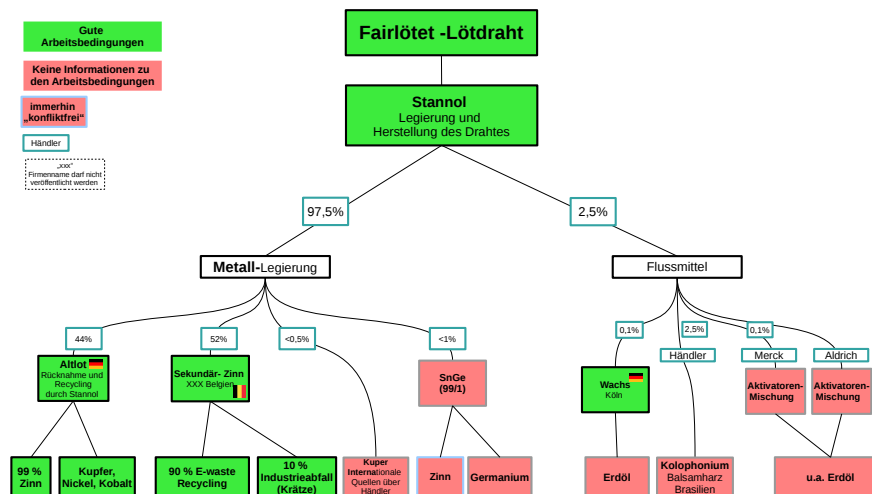 Gute
Arbeitsbedingungen
Keine Informationen zu
den Arbeitsbedingungen
immerhin
„konfliktfrei“
Händler
„xxx“
Firmenname darf nicht
veröffentlicht werden
Fairlötet -Lötdraht
Stannol
Legierung und
Herstellung des Drahtes
97,5%
2,5%
Metall-Legierung
Flussmittel
44%
52%
<0,5%
<1%
0,1%
2,5%
0,1%
Händler
Merck
Aldrich
Altlot
Rücknahme und
Recycling
durch Stannol
Sekundär- Zinn
XXX Belgien
SnGe
(99/1)
Wachs
Köln
Aktivatoren-
Mischung
Aktivatoren-
Mischung
99 %
Zinn
Kupfer,
Nickel, Kobalt
90 % E-waste
Recycling
10 %
Industrieabfall
(Krätze)
Kuper
Internationale
Quellen über
Händler
Zinn
Germanium
Erdöl
Kolophonium
Balsamharz
Brasilien
u.a. Erdöl